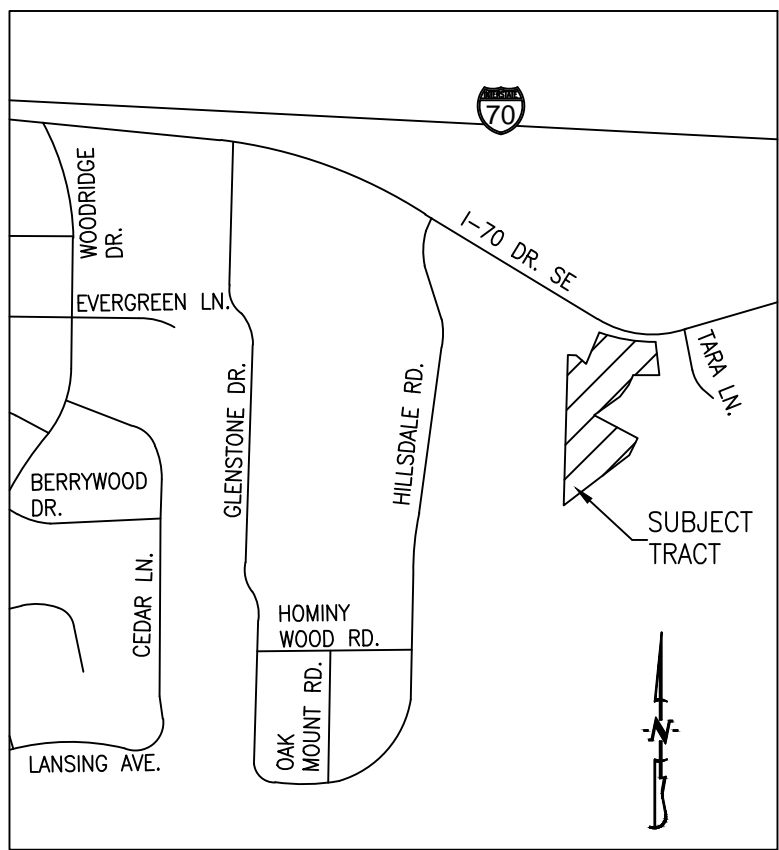 INTERSTATE
70
WOODRIDGE
DR.
I-70 DR. SE
EVERGREEN LN.
TARA LN.
GLENSTONE DR.
HILLSDALE RD.
BERRYWOOD
DR.
SUBJECT
TRACT
CEDAR LN.
HOMINY
WOOD RD.
OAK
MOUNT RD.
LANSING AVE.
N